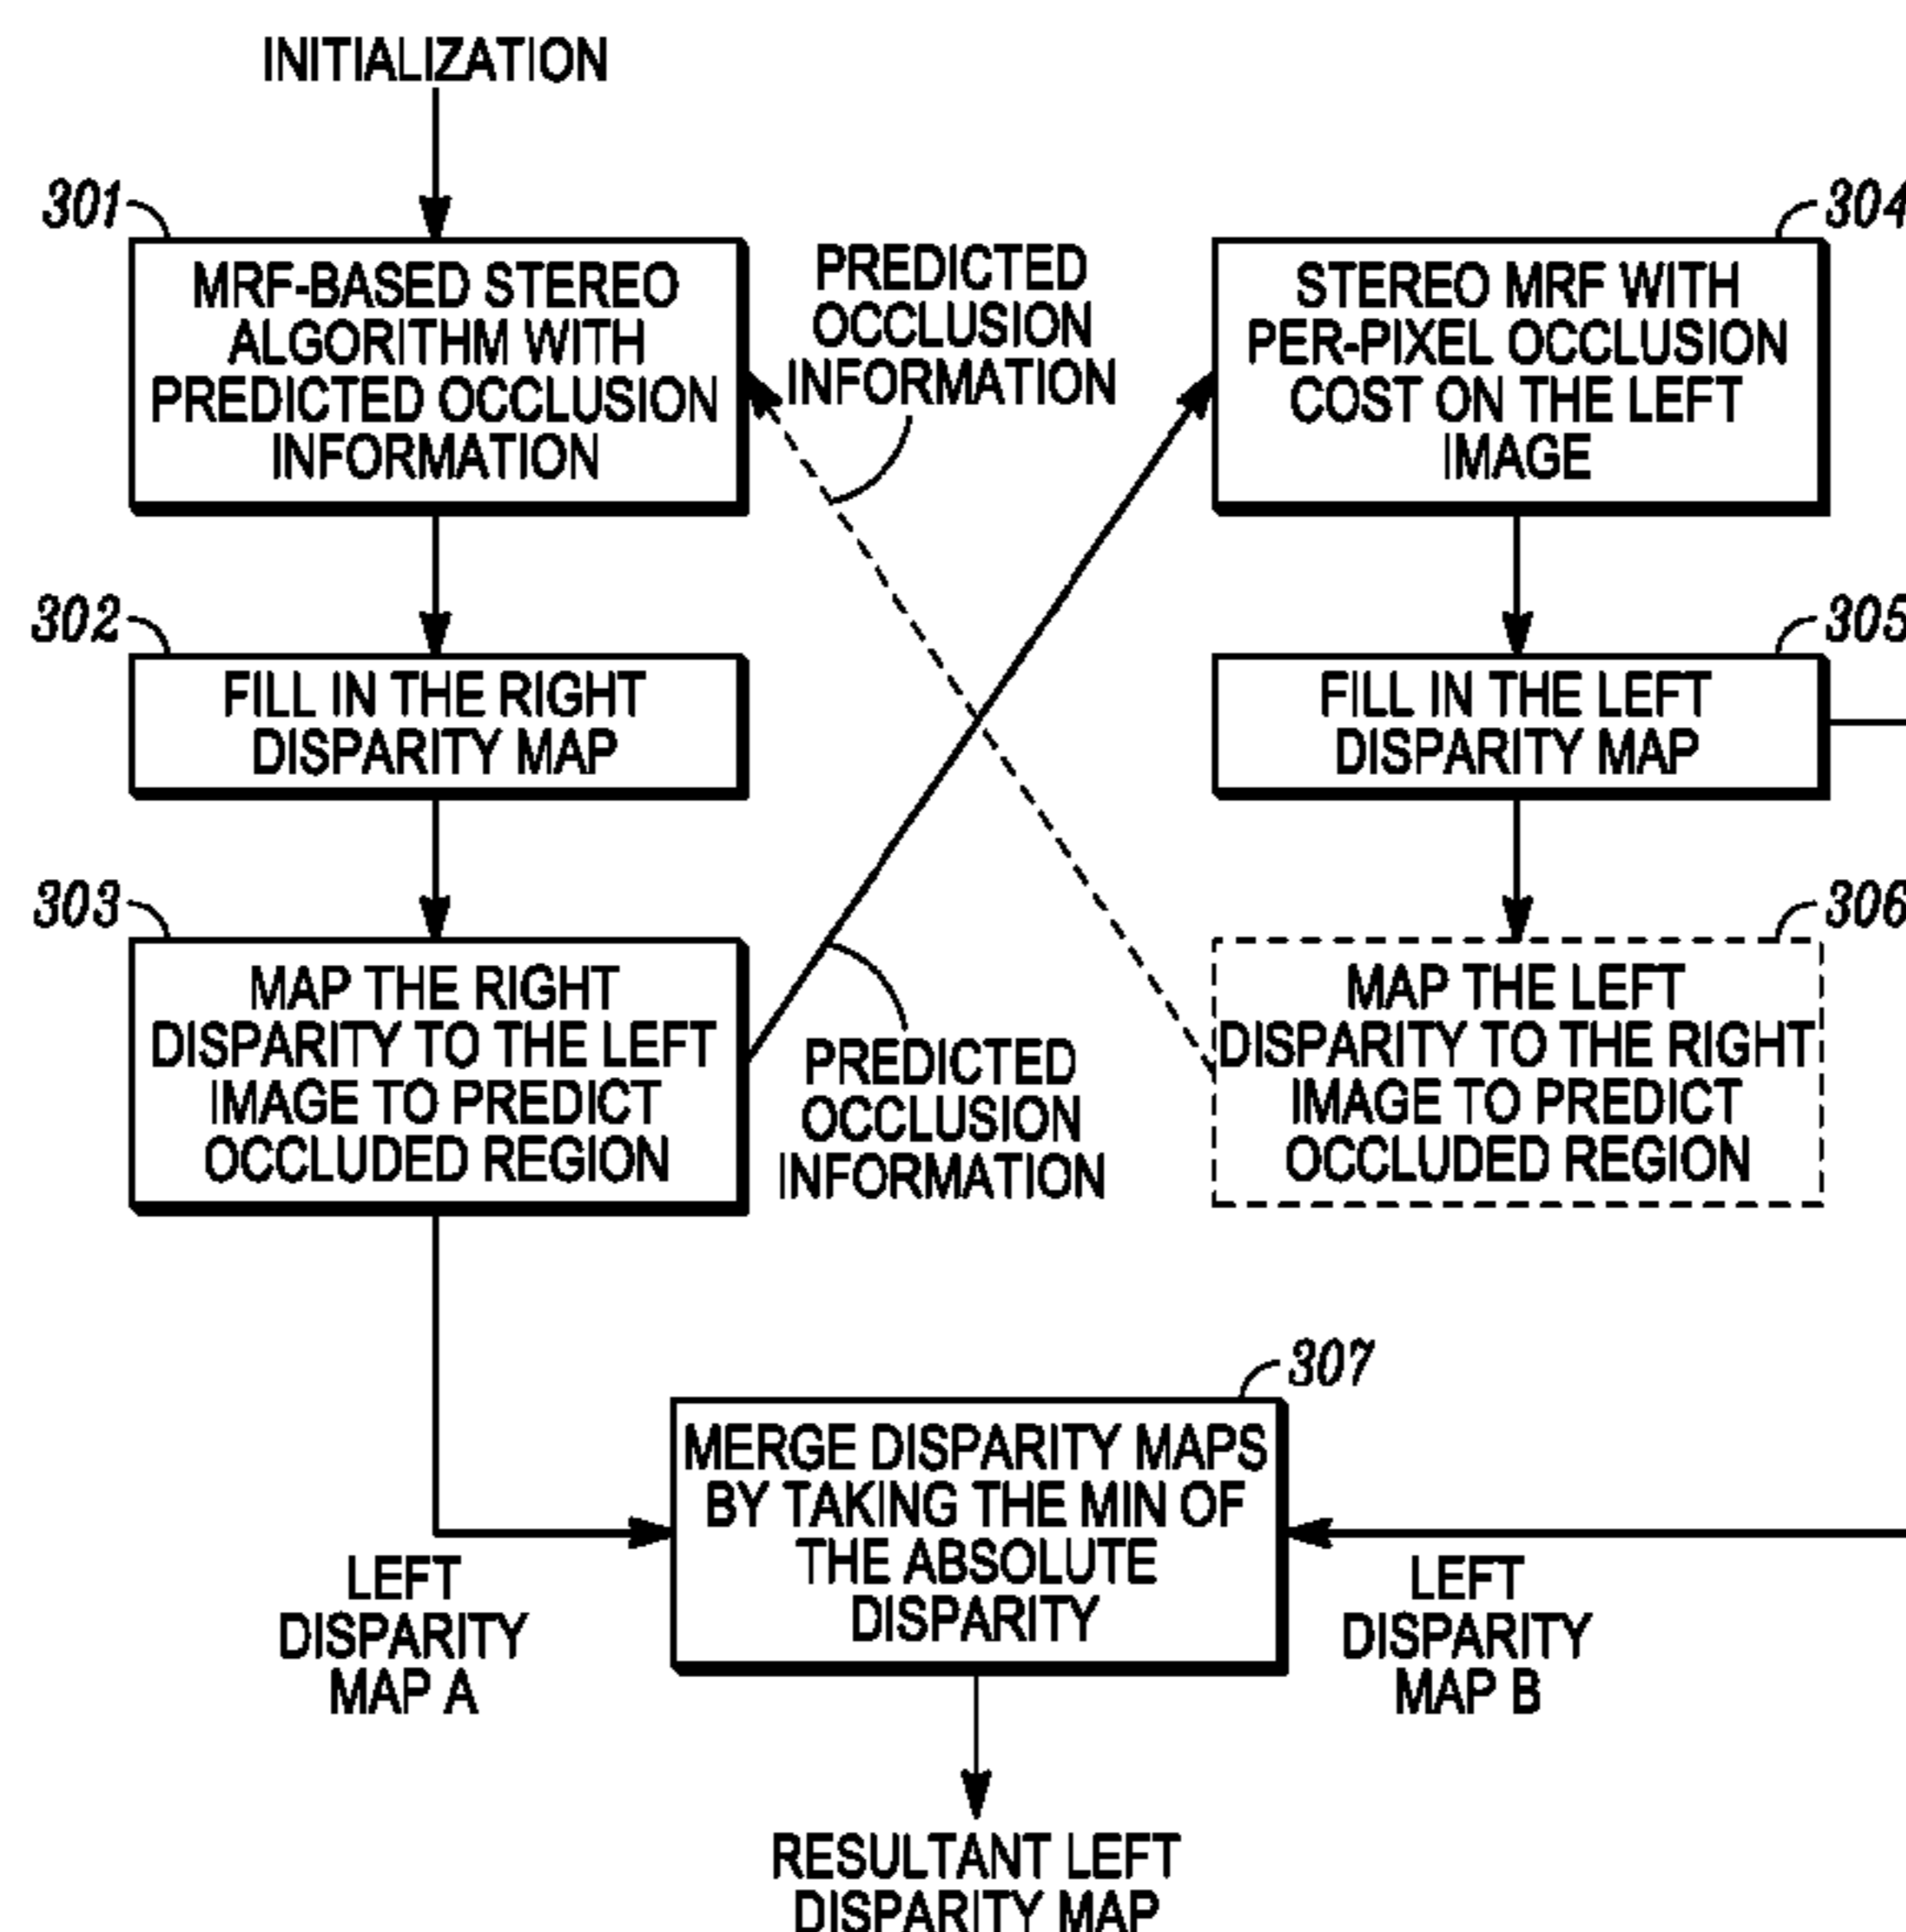 INITIALIZATION
301
MRF-BASED STEREO
ALGORITHM WITH
PREDICTED OCCLUSION
INFORMATION
PREDICTED
OCCLUSION
INFORMATION
304
STEREO MRF WITH
PER-PIXEL OCCLUSION
COST ON THE LEFT
IMAGE
302
FILL IN THE RIGHT
DISPARITY MAP
305
FILL IN THE LEFT
DISPARITY MAP
303
MAP THE RIGHT
DISPARITY TO THE LEFT
IMAGE TO PREDICT
OCCLUDED REGION
PREDICTED
OCCLUSION
INFORMATION
306
MAP THE LEFT
DISPARITY TO THE RIGHT
IMAGE TO PREDICT
OCCLUDED REGION
307
MERGE DISPARITY MAPS
BY TAKING THE MIN OF
THE ABSOLUTE
DISPARITY
LEFT
DISPARITY
MAP A
LEFT
DISPARITY
MAP B
RESULTANT LEFT
DISPARITY MAP